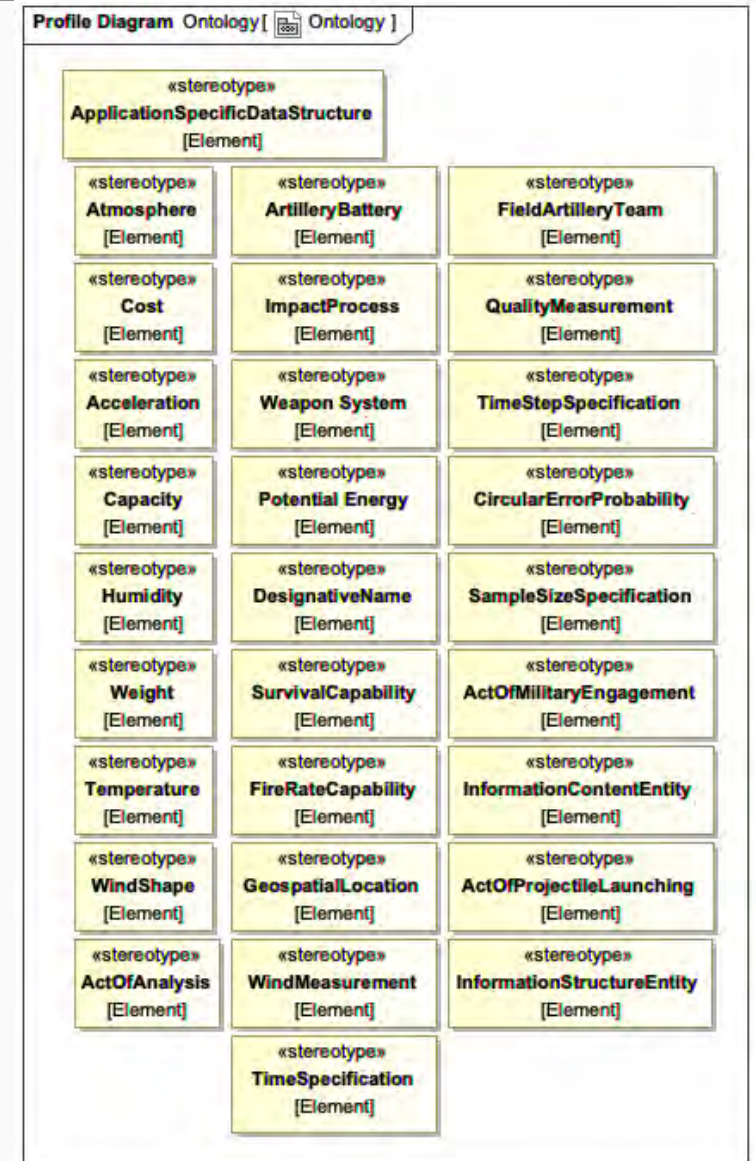 Profile Diagram Ontology [ Ontology ]
«stereotype»
ApplicationSpecificDataStructure
[Element]
«stereotype»
Atmosphere
[Element]
«stereotype»
ArtilleryBattery
[Element]
«stereotype»
FieldArtilleryTeam
[Element]
«stereotype»
Cost
[Element]
«stereotype»
ImpactProcess
[Element]
«stereotype»
QualityMeasurement
[Element]
«stereotype»
Acceleration
[Element]
«stereotype»
Weapon System
[Element]
«stereotype»
TimeStepSpecification
[Element]
«stereotype»
Capacity
[Element]
«stereotype»
Potential Energy
[Element]
«stereotype»
CircularErrorProbability
[Element]
«stereotype»
Humidity
[Element]
«stereotype»
DesignativeName
[Element]
«stereotype»
SampleSizeSpecification
[Element]
«stereotype»
Weight
[Element]
«stereotype»
SurvivalCapability
[Element]
«stereotype»
ActOfMilitaryEngagement
[Element]
«stereotype»
Temperature
[Element]
«stereotype»
FireRateCapability
[Element]
«stereotype»
InformationContentEntity
[Element]
«stereotype»
WindShape
[Element]
«stereotype»
GeospatialLocation
[Element]
«stereotype»
ActOfProjectileLaunching
[Element]
«stereotype»
ActOfAnalysis
[Element]
«stereotype»
WindMeasurement
[Element]
«stereotype»
InformationStructureEntity
[Element]
«stereotype»
TimeSpecification
[Element]